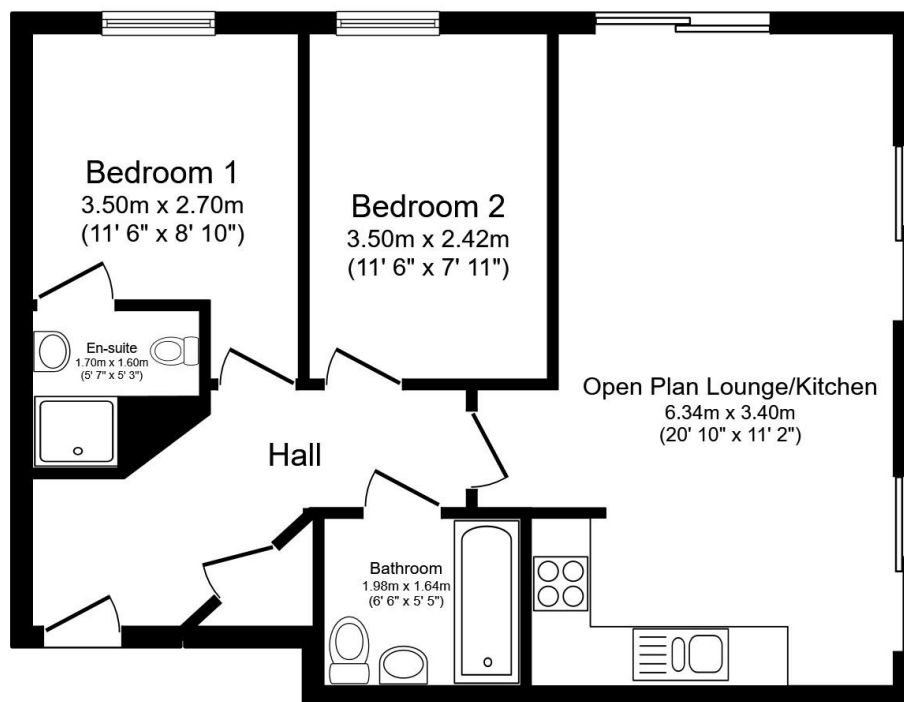 Bedroom 1
3.50m x 2.70m
(11' 6" x 8' 10")
Bedroom 2
3.50m x 2.42m
(11' 6" x 7' 11")
En-suite
1.70m x 1.60m
(5' 7" x 5' 3")
Open Plan Lounge/Kitchen
6.34m x 3.40m
(20' 10" x 11' 2")
Hall
Bathroom
1.98m x 1.64m
(6' 6" x 5' 5")